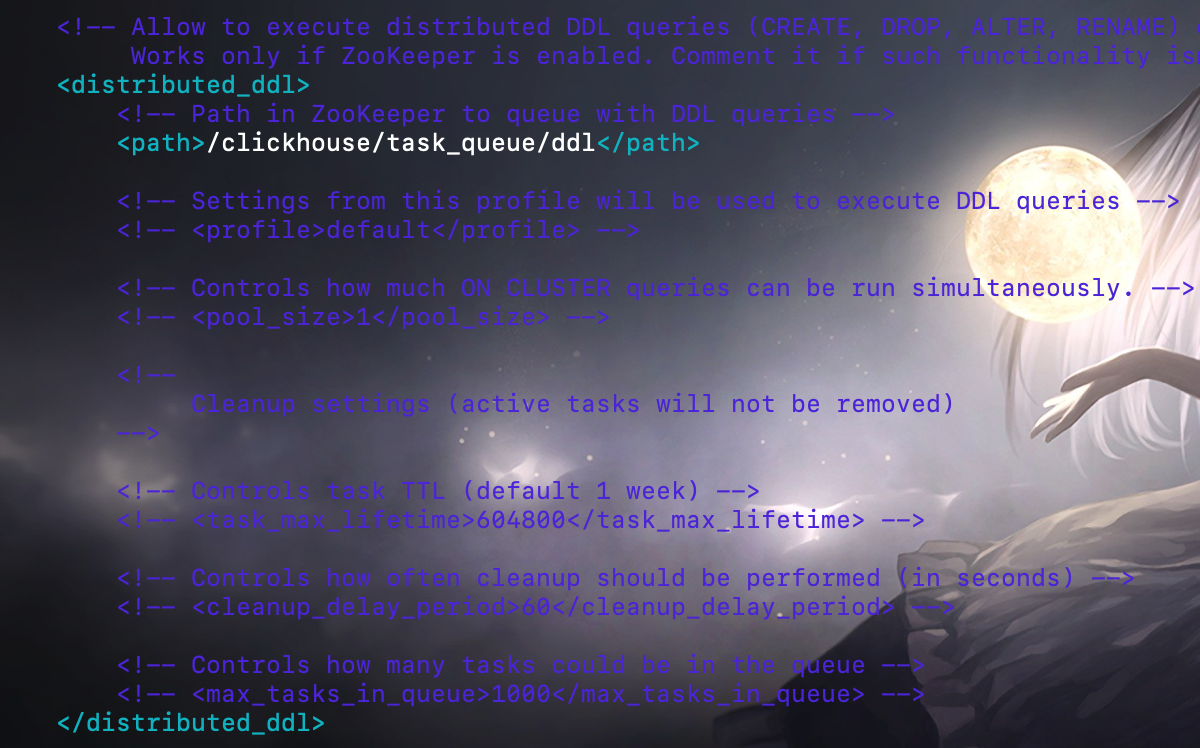 <!-- Allow to execute distributed DDL queries (CREATE, DROP, ALTER, RENAME)
Works only if ZooKeeper is enabled. Comment it if such functionality
<distributed_ddl>
<!-- Path in ZooKeeper to queue with DDL queries -->
<path>/clickhouse/task_queue/ddl</path>
<!-- Settings from this profile will be used to execute DDL queries -->
<!-- <profile>default</profile> -->
<!-- Controls how much ON CLUSTER queries can be run simultaneously. -->
<!-- <pool_size>1</pool_size> -->
<!--
Cleanup settings (active tasks will not be removed)
-->
<!-- Controls task TTL (default 1 week) -->
<!-- <task_max_lifetime>604800</task_max_lifetime> -->
<!-- Controls how often cleanup should be performed (in seconds) -->
<!-- <cleanup_delay_period>60</cleanup_delay_period> -->
<!-- Controls how many tasks could be in the queue -->
<!-- <max_tasks_in_queue>1000</max_tasks_in_queue> -->
</distributed_ddl>